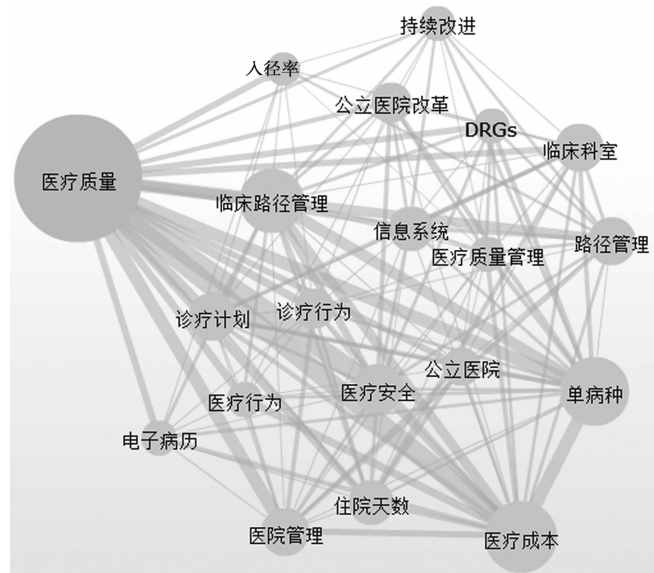 持续改进
入径率
公立医院改革
DRGs
临床科室
医疗质量
临床路径管理
信息系统
路径管理
医疗质量管理
诊疗计划
诊疗行为
公立医院
医疗安全
单病种
医疗行为
电子病历
住院天数
医院管理
医疗成本